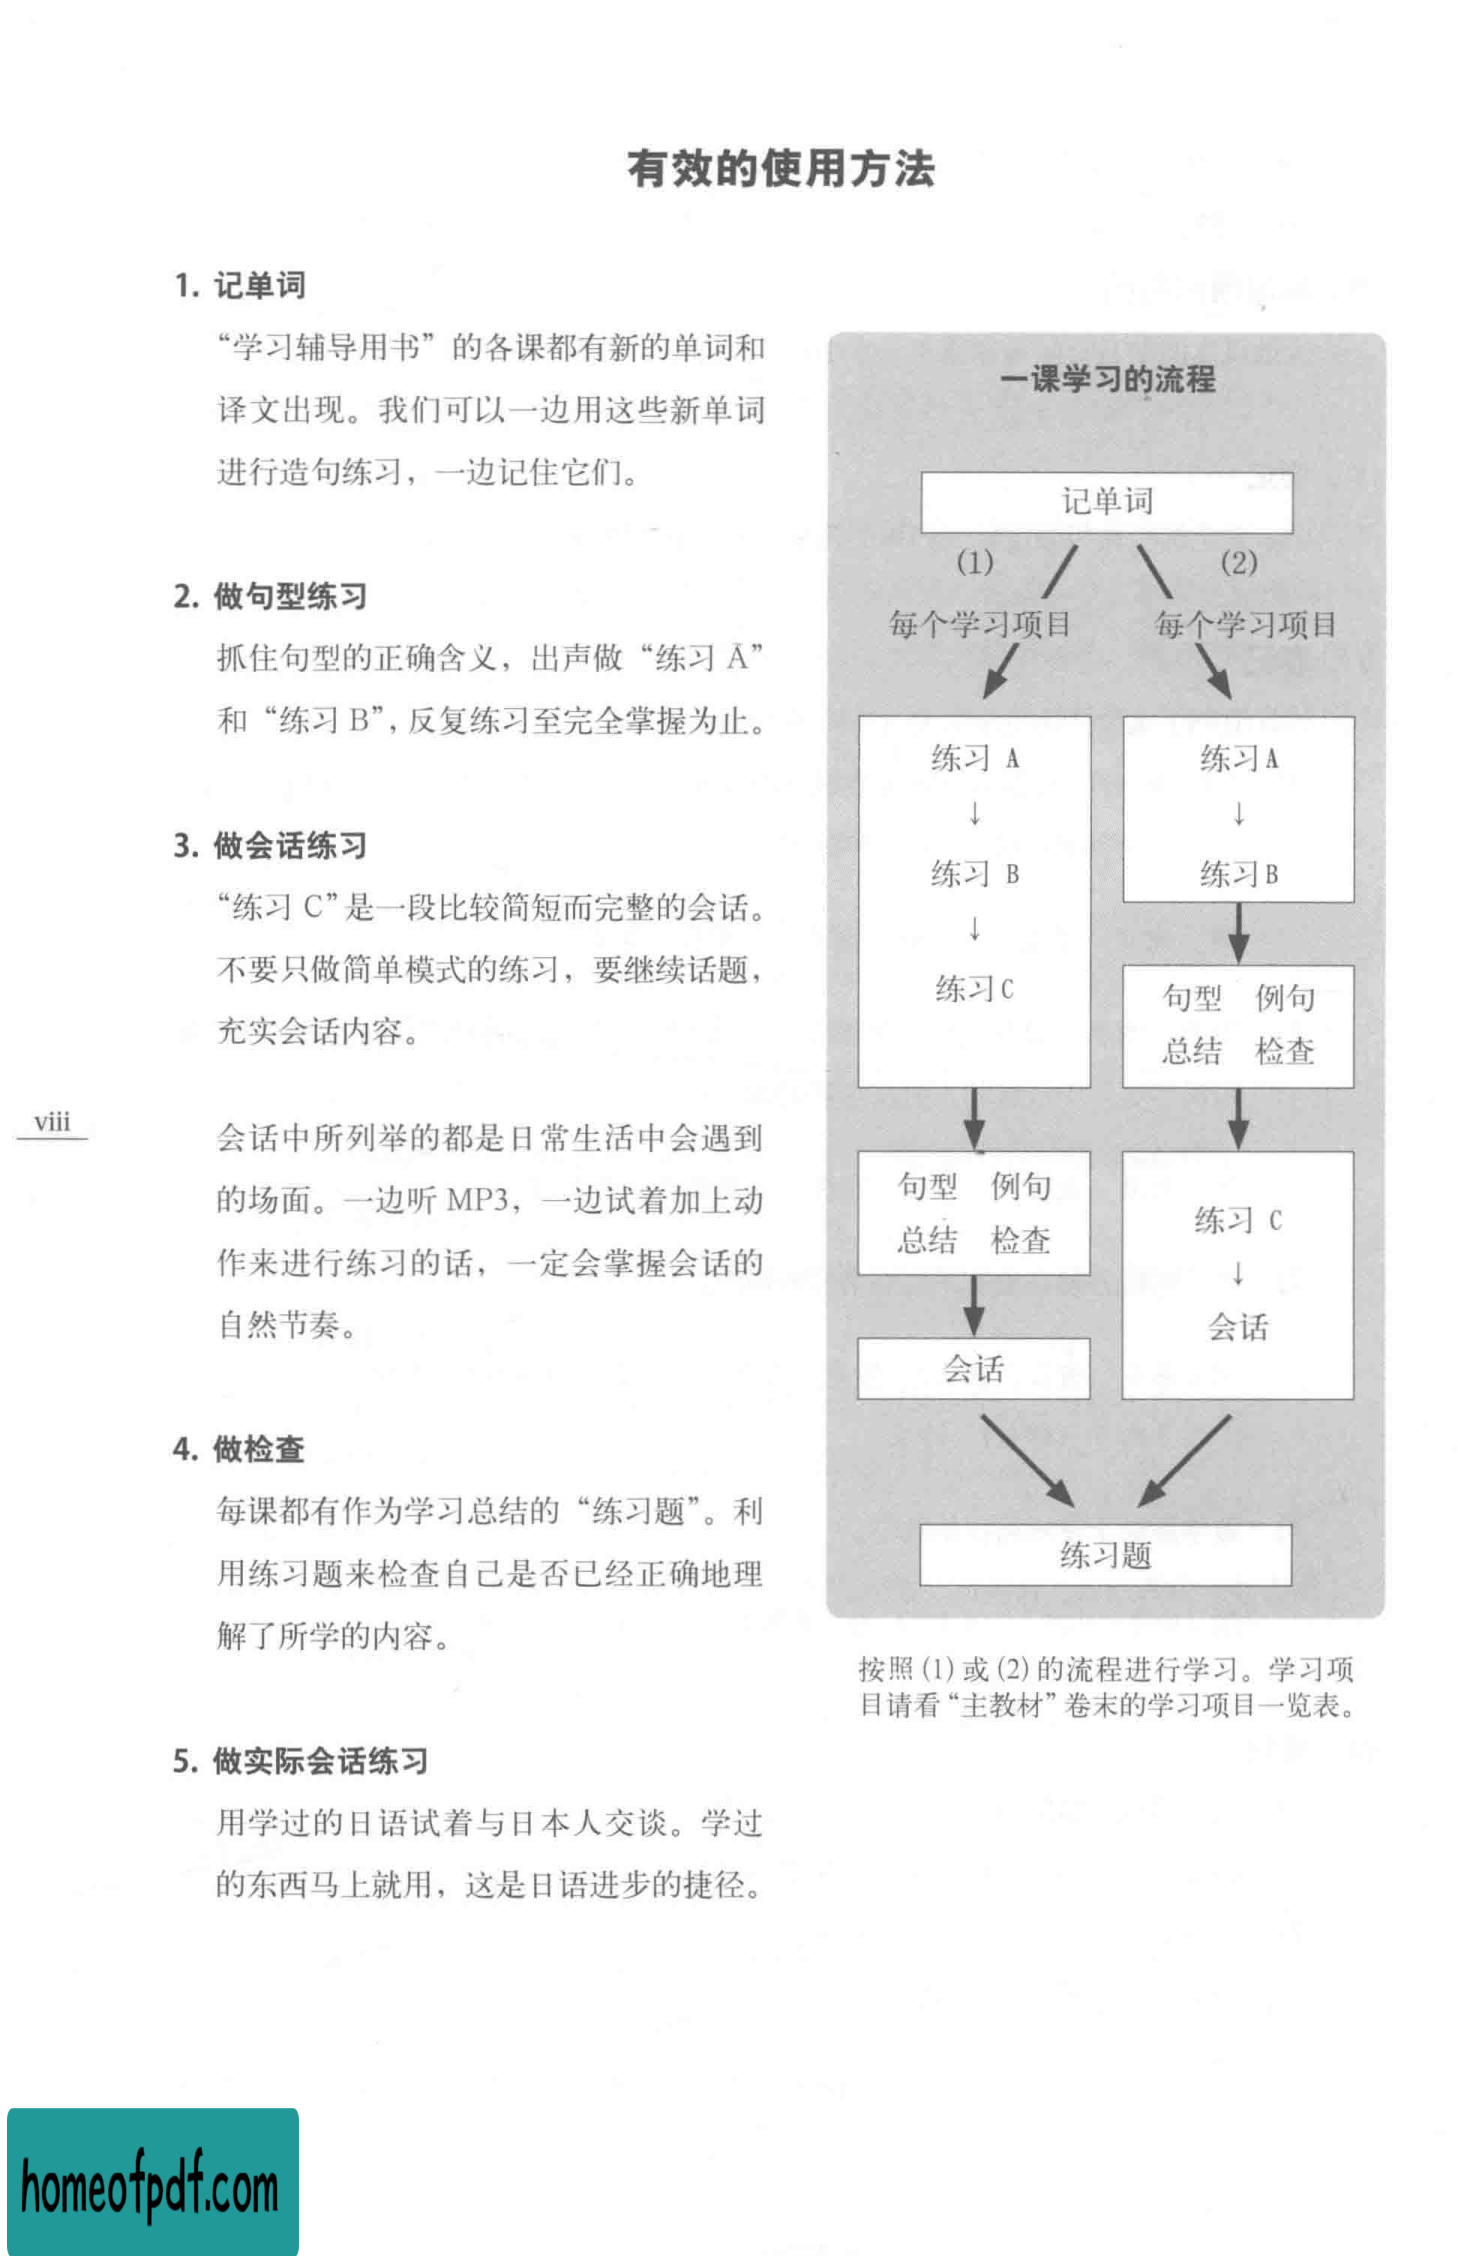 有效的使用方法
1. 记单词
“学习辅导用书”的各课都有新的单词和
译文出现。我们可以一边用这些新单词
进行造句练习，一边记住它们。
2. 做句型练习
抓住句型的正确含义，出声做“练习 A”
和“练习 B”，反复练习至完全掌握为止。
3. 做会话练习
“练习 C”是一段比较简短而完整的会话。
不要只做简单模式的练习，要继续话题，
充实会话内容。
会话中所列举的都是日常生活中会遇到
的场面。一边听 MP3，一边试着加上动
作来进行练习的话，一定会掌握会话的
自然节奏。
4. 做检查
每课都有作为学习总结的“练习题”。利
用练习题来检查自己是否已经正确地理
解了所学的内容。
5. 做实际会话练习
用学过的日语试着与日本人交谈。学过
的东西马上就用，这是日语进步的捷径。
viii
一课学习的流程
记单词
(1)
每个学习项目
练习 A
↓
练习 B
↓
练习C
句型 例句
总结 检查
会话
(2)
每个学习项目
练习A
↓
练习B
句型 例句
总结 检查
练习 C
↓
会话
练习题
按照(1)或(2)的流程进行学习。学习项
目请看“主教材”卷末的学习项目一览表。
homeofpdf.com